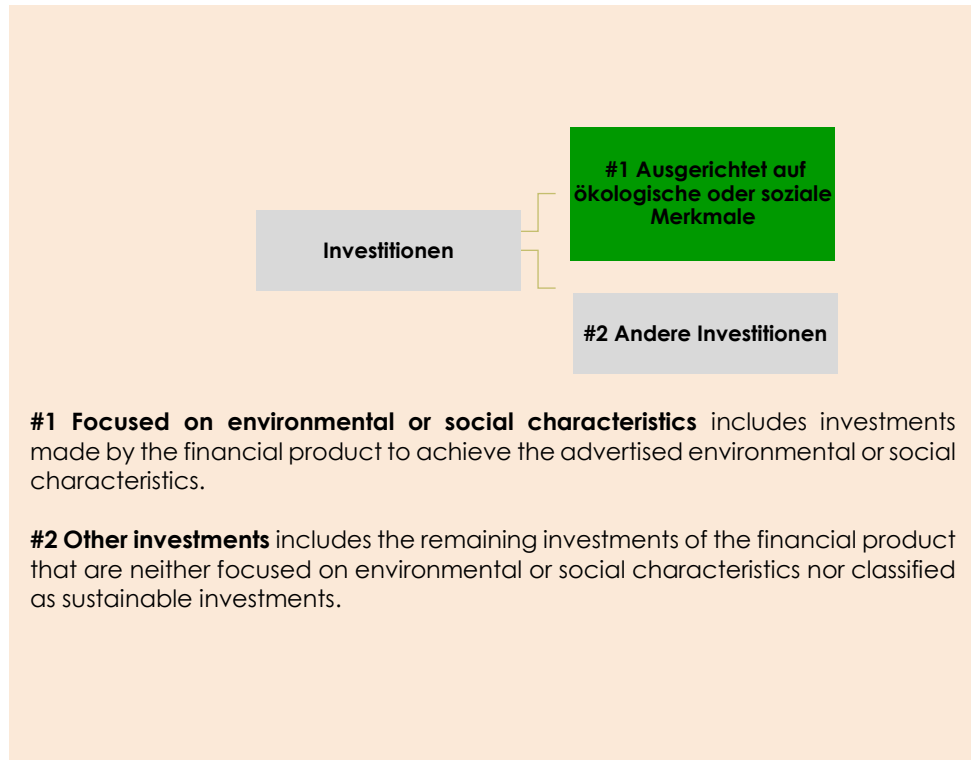 #1 Ausgerichtet auf
ökologische oder soziale
Merkmale
Investitionen
#2 Andere Investitionen
#1 Focused on environmental or social characteristics includes investments
made by the financial product to achieve the advertised environmental or social
characteristics.
#2 Other investments includes the remaining investments of the financial product
that are neither focused on environmental or social characteristics nor classified
as sustainable investments.